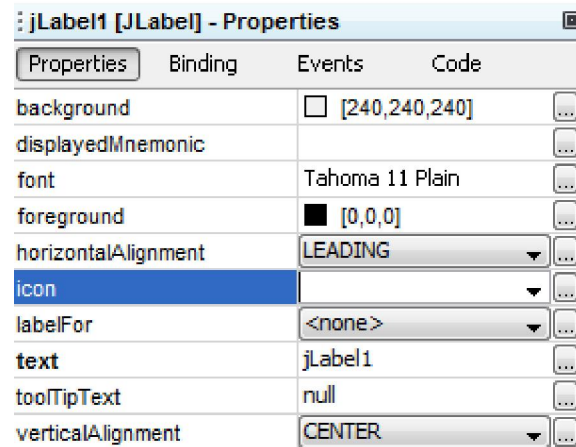 jLabel1 [JLabel] - Properties
Properties Binding Events Code
background [240,240,240] ...
displayedMnemonic ...
font Tahoma 11 Plain ...
foreground [0,0,0] ...
horizontalAlignment LEADING ...
icon ...
labelFor <none> ...
text jLabel1 ...
toolTipText null ...
verticalAlignment CENTER ...